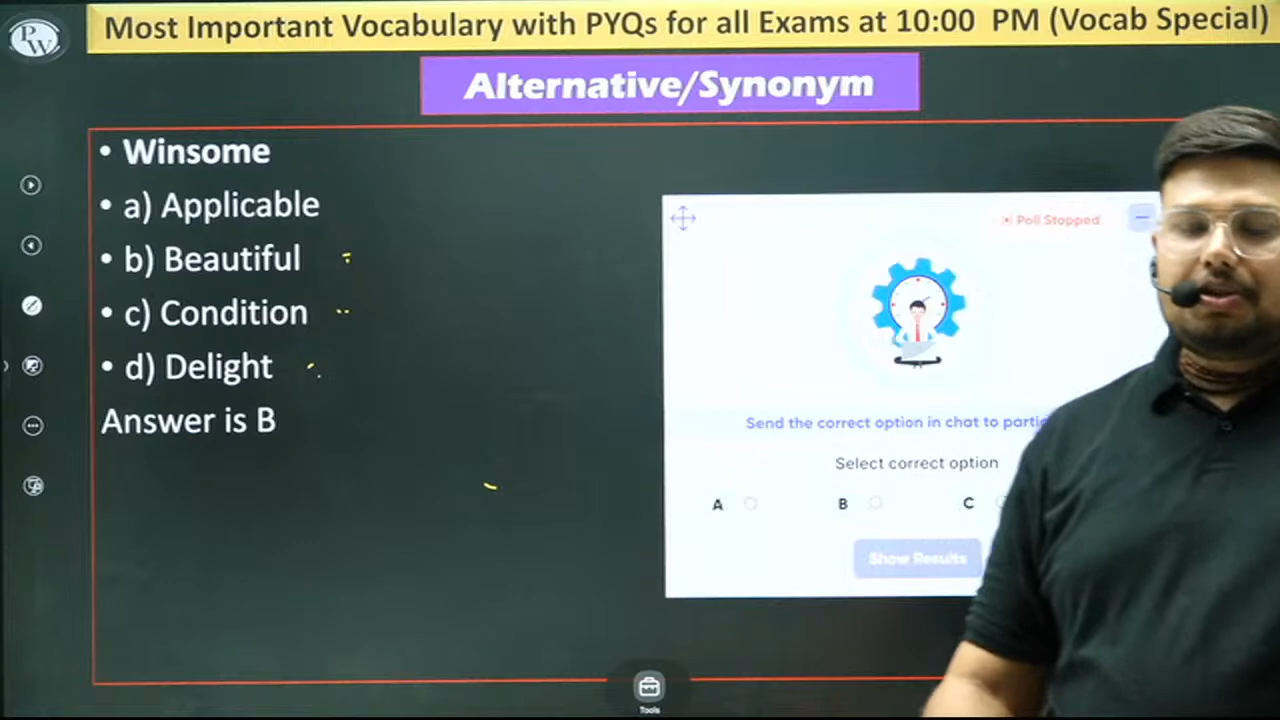 PW
Most Important Vocabulary with PYQs for all Exams at 10:00 PM (Vocab Special)
Alternative/Synonym
• Winsome
• a) Applicable
• b) Beautiful
• c) Condition
• d) Delight
Answer is B
Poll Stopped
Send the correct option in chat to
Select correct option
A
B
C
Show Results
Tools